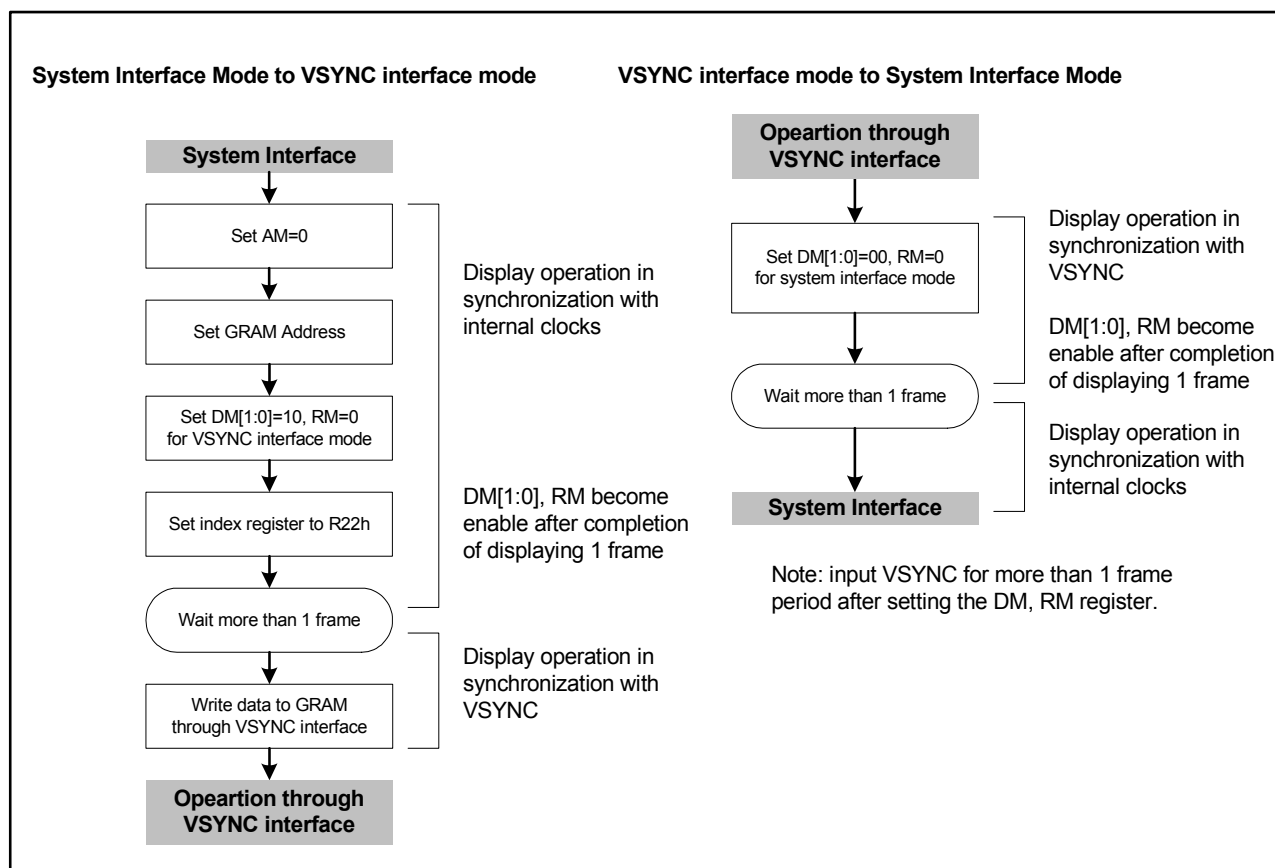 System Interface Mode to VSYNC interface mode
System Interface
Set AM=0
Set GRAM Address
Set DM[1:0]=10, RM=0
for VSYNC interface mode
Set index register to R22h
Wait more than 1 frame
Write data to GRAM
through VSYNC interface
Opeartion through
VSYNC interface
Display operation in
synchronization with
internal clocks
DM[1:0], RM become
enable after completion
of displaying 1 frame
Display operation in
synchronization with
VSYNC
VSYNC interface mode to System Interface Mode
Opeartion through
VSYNC interface
Set DM[1:0]=00, RM=0
for system interface mode
Wait more than 1 frame
System Interface
Display operation in
synchronization with
VSYNC
DM[1:0], RM become
enable after completion
of displaying 1 frame
Display operation in
synchronization with
internal clocks
Note: input VSYNC for more than 1 frame
period after setting the DM, RM register.